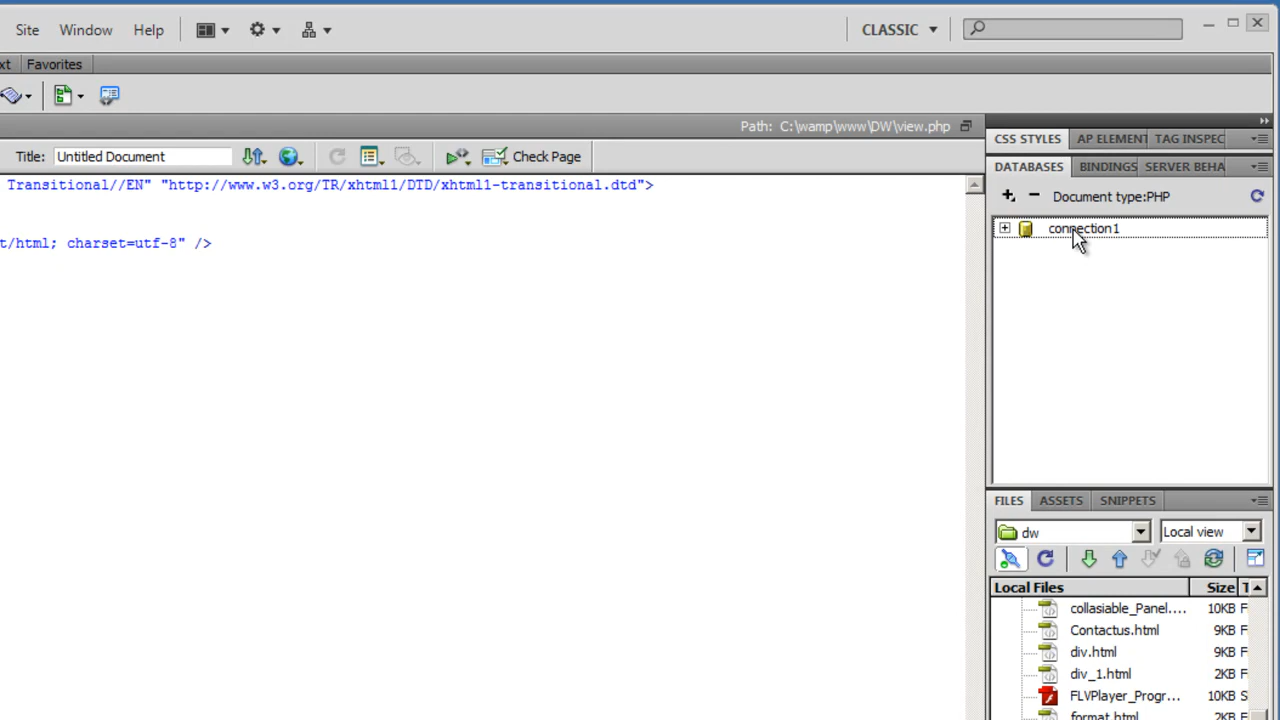 Site Window Help CLASSIC
xt Favorites
Path: C:\wamp\www\DW\view.php
CSS STYLES AP ELEMENT TAG INSPEC
Title: Untitled Document Check Page
DATABASES BINDINGS SERVER BEHA
Transitional//EN" "http://www.w3.org/TR/xhtml1/DTD/xhtml1-transitional.dtd">
Document type:PHP
connection1
t/html; charset=utf-8" />
FILES ASSETS SNIPPETS
dw Local view
Local Files Size T
collasiable_Panel.... 10KB F
Contactus.html 9KB F
div.html 9KB F
div_1.html 2KB F
FLVPlayer_Progr... 10KB S
format.html 2KB F